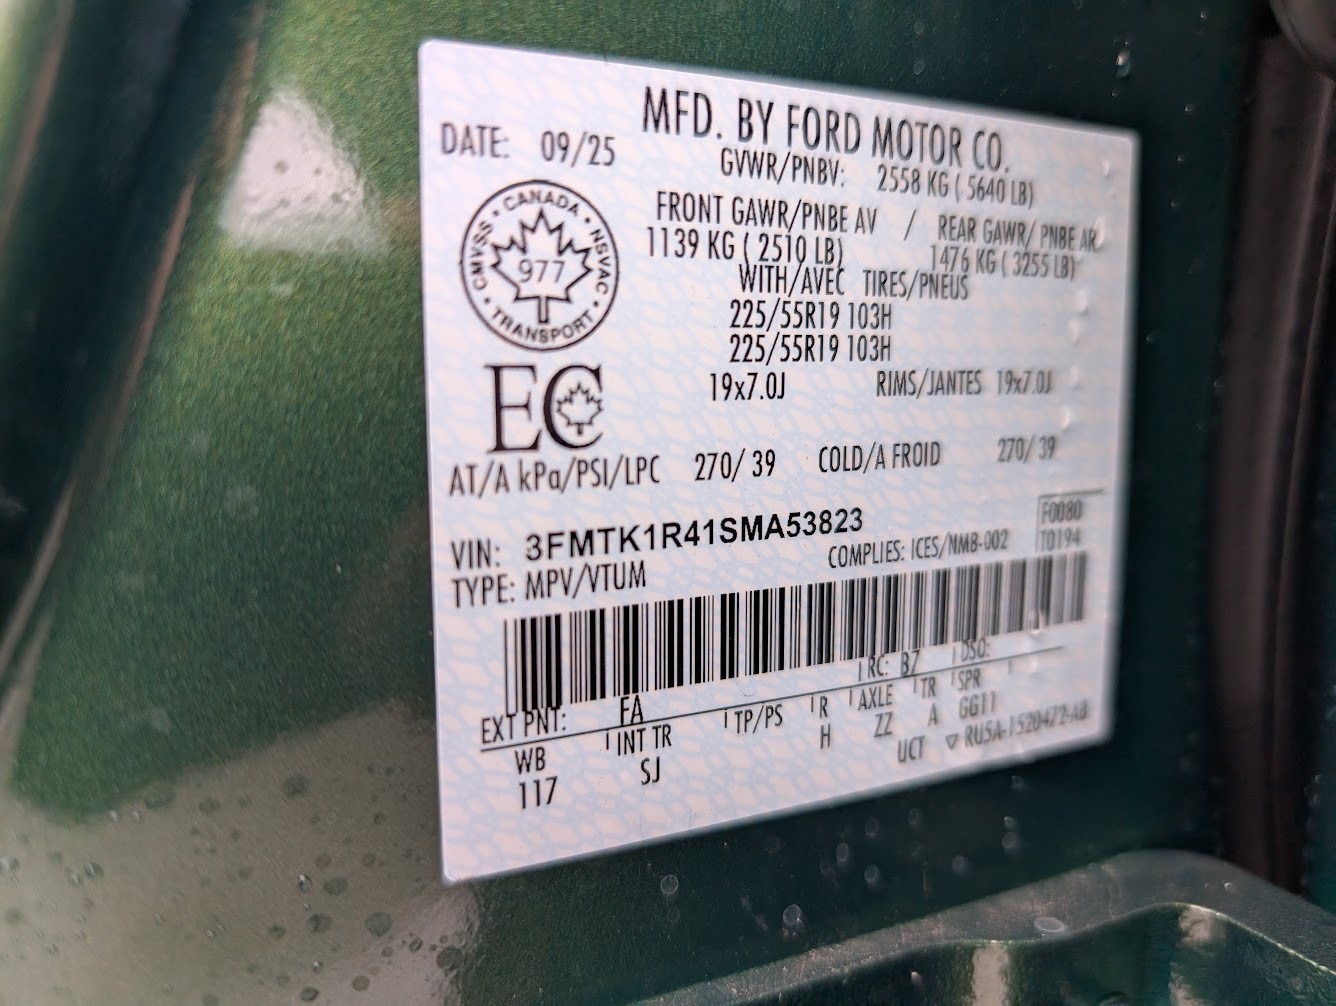 MFD. BY FORD MOTOR CO.
DATE: 09/25
GVWR/PNBV: 2558 KG ( 5640 LB)
FRONT GAWR/PNBE AV / REAR GAWR/ PNBE AR
1139 KG ( 2510 LB) 1476 KG ( 3255 LB)
WITH/AVEC TIRES/PNEUS
225/55R19 103H
225/55R19 103H
19x7.0J RIMS/JANTES 19x7.0J
CANADA · NSVAC · TRANSPORT · CMVSS ·
977
EC
AT/A kPa/PSI/LPC 270/ 39 COLD/A FROID 270/ 39
VIN: 3FMTK1R41SMA53823
F0080
T0194
TYPE: MPV/VTUM COMPLIES: ICES/NMB-002
EXT PNT: FA RC: B7 DSO:
WB INT TR TP/PS R AXLE TR SPR
117 SJ H ZZ A GG11
UCT ▽ RU5A-1520472-AB